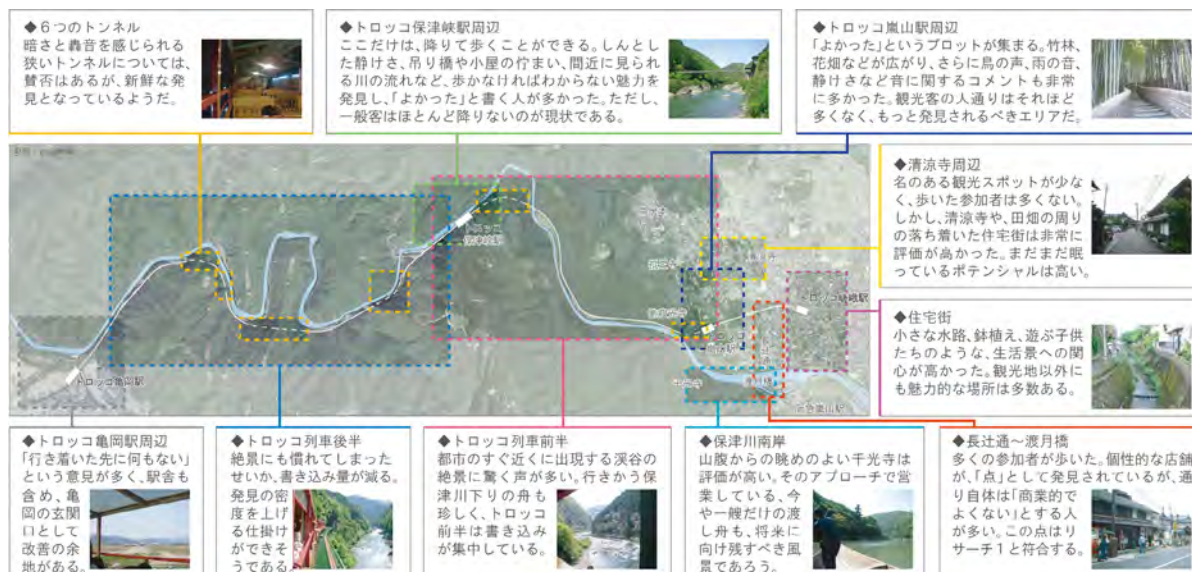 ◆６つのトンネル
暗さと轟音を感じられる
狭いトンネルについては、
賛否はあるが、新鮮な発
見となっているようだ。
◆トロッコ保津峡駅周辺
ここだけは、降りて歩くことができる。しんとし
た静けさ、吊り橋や小屋の佇まい、間近に見られ
る川の流れなど、歩かなければわからない魅力を
発見し、「よかった」と書く人が多かった。ただし、
一般客はほとんど降りないのが現状である。
◆トロッコ嵐山駅周辺
「よかった」というプロットが集まる。竹林、
花畑などが広がり、さらに鳥の声、雨の音、
静けさなど音に関するコメントも非常
に多かった。観光客の人通りはそれほど
多くなく、もっと発見されるべきエリアだ。
◆清涼寺周辺
名のある観光スポットが少な
く、歩いた参加者は多くない。
しかし、清涼寺や、田畑の周り
の落ち着いた住宅街は非常に
評価が高かった。まだまだ眠
っているポテンシャルは高い。
◆住宅街
小さな水路、鉢植え、遊ぶ子供
たちのような、生活景への関
心が高かった。観光地以外に
も魅力的な場所は多数ある。
トロッコ
保津峡駅
トロッコ嵯峨駅
トロッコ亀岡駅
◆トロッコ亀岡駅周辺
「行き着いた先に何もない」
という意見が多く、駅舎も
含め、亀
岡の玄関
口として
改善の余
地がある。
◆トロッコ列車後半
絶景にも慣れてしまった
せいか、書き込み量が減る。
発見の密
度を上げ
る仕掛け
ができそ
うである
◆トロッコ列車前半
都市のすぐ近くに出現する渓谷の
絶景に驚く声が多い。行きかう保
津川下りの舟も
珍しく、トロッコ
前半は書き込み
が集中している。
◆保津川南岸
山腹からの眺めのよい千光寺は
評価が高い。そのアプローチで営
業している、今
や一艘だけの渡
し舟も、将来に
向け残すべき風
景であろう。
◆長辻通～渡月橋
多くの参加者が歩いた。個性的な店舗
が、「点」として発見されているが、通
り自体は「商業的で
よくない」とする人
が多い。この点はリ
サーチ１と符合する。